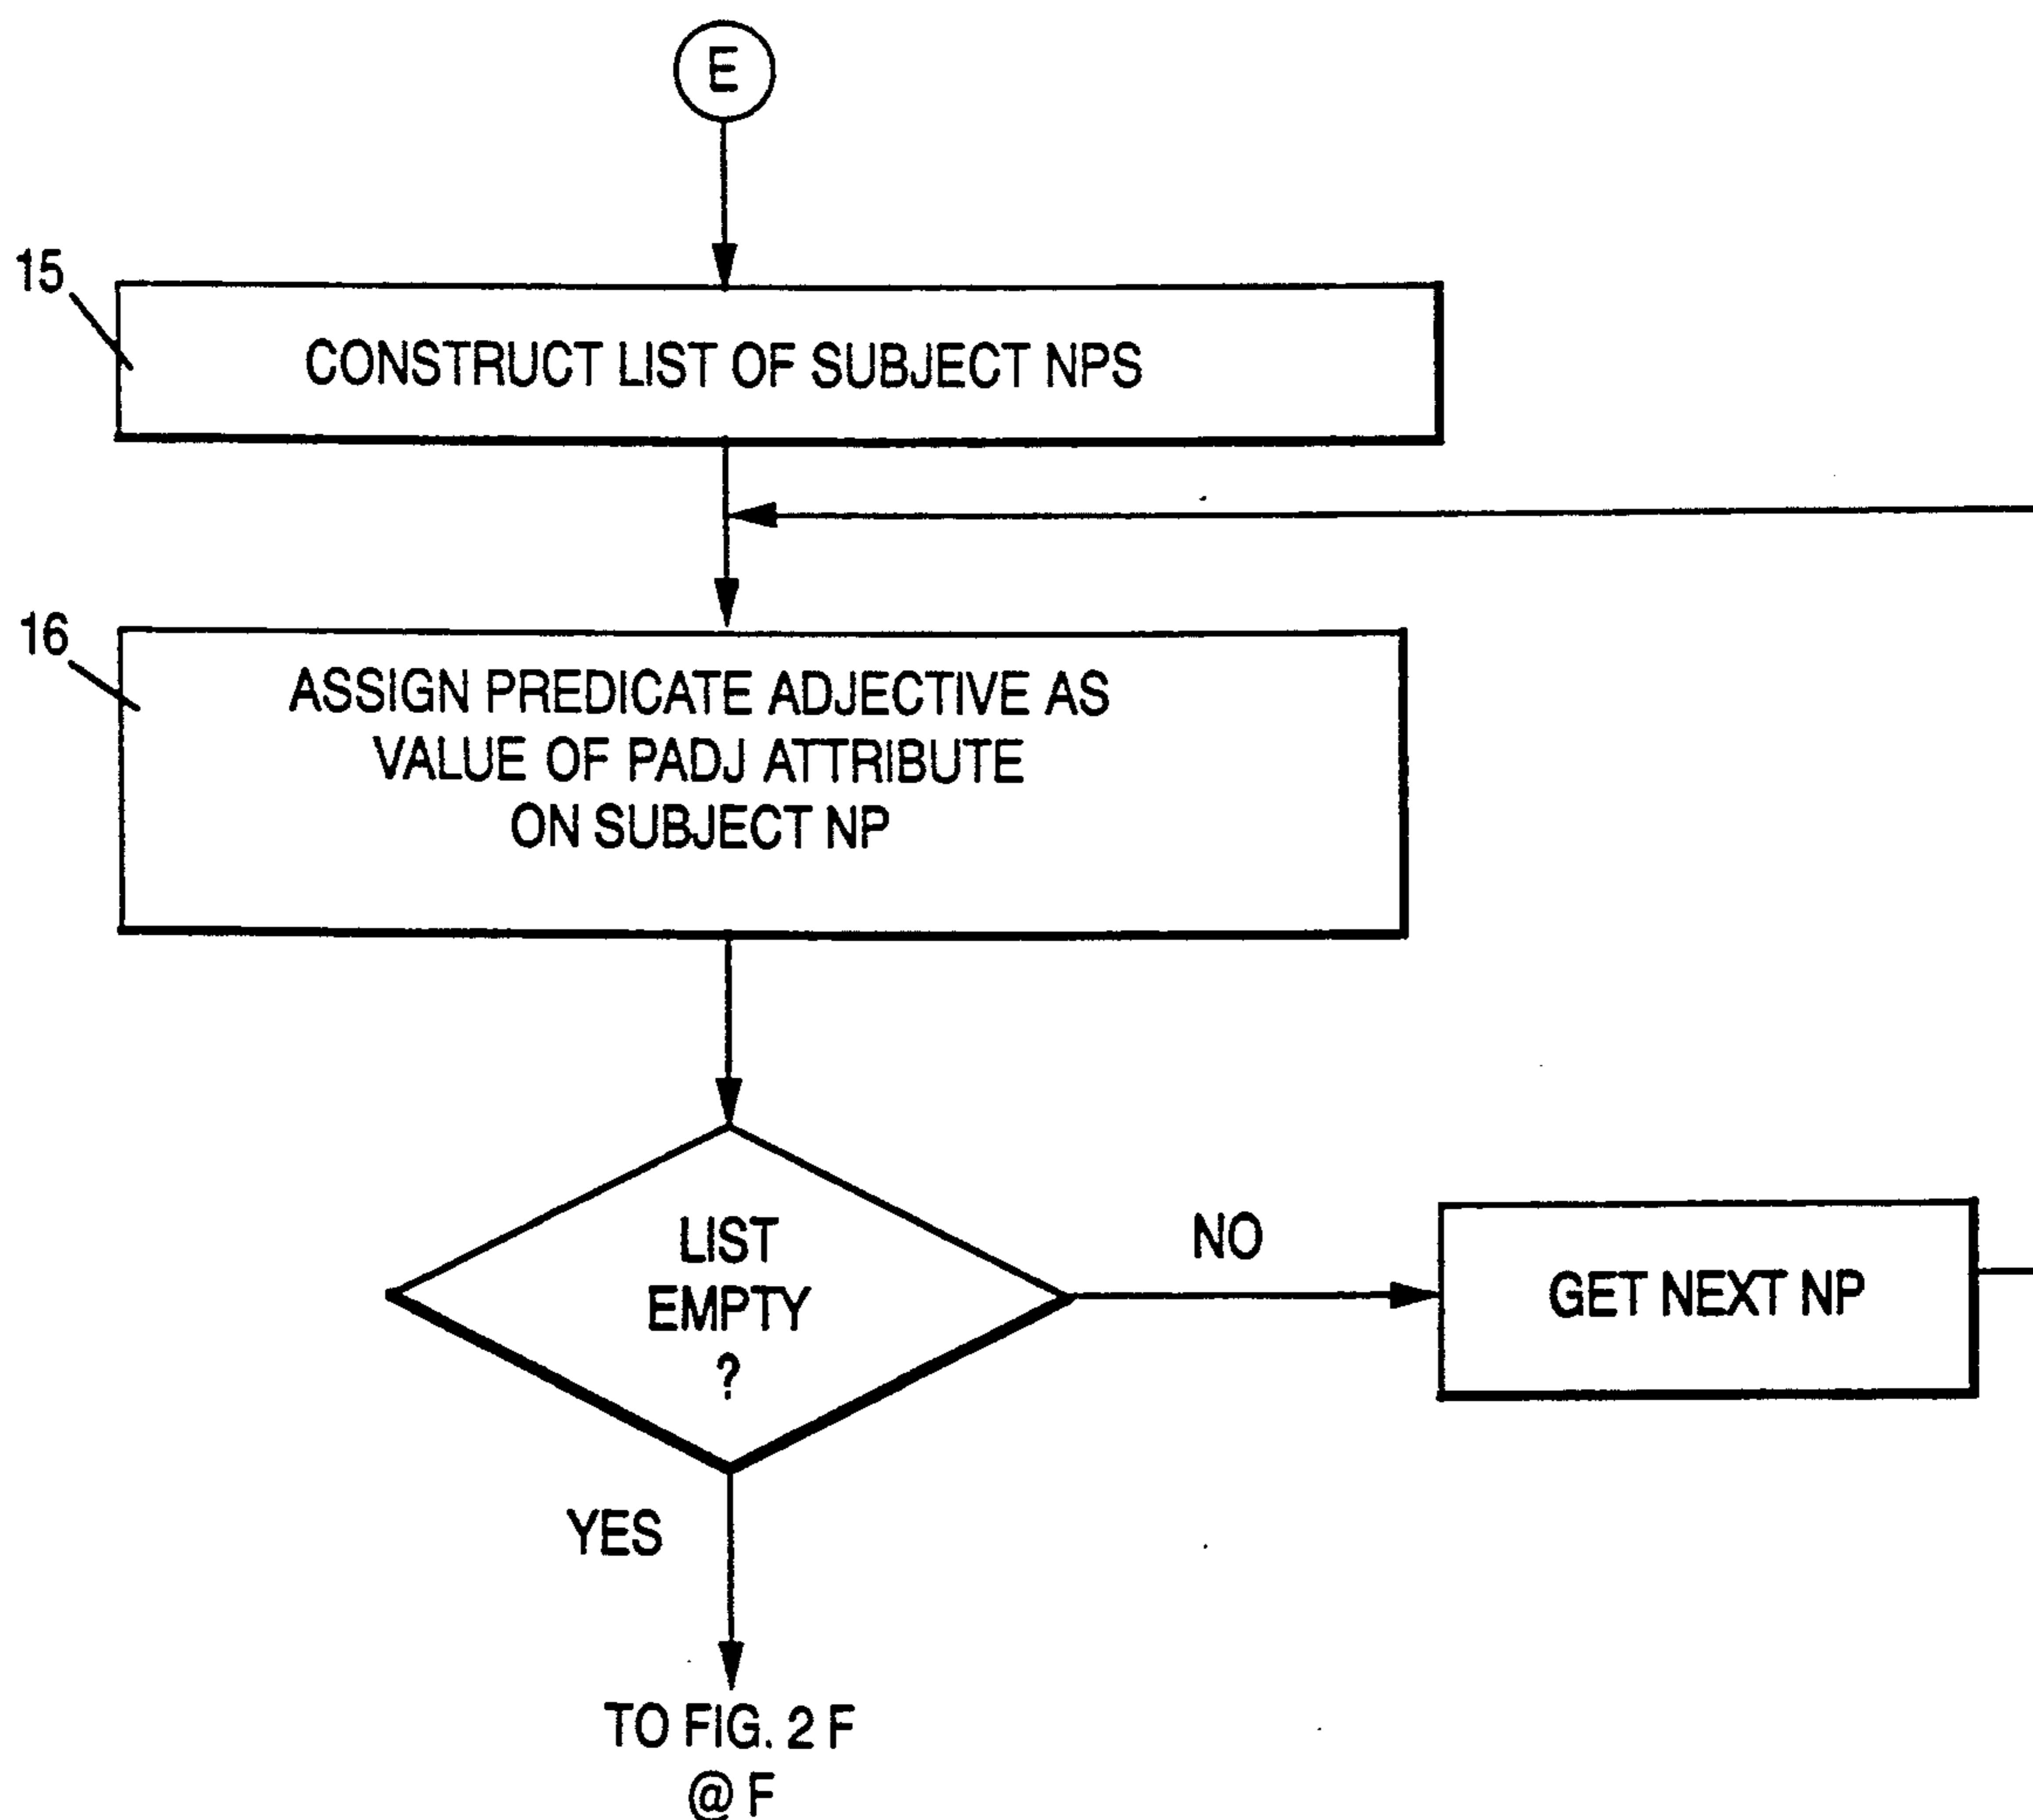 E
15
CONSTRUCT LIST OF SUBJECT NPS
16
ASSIGN PREDICATE ADJECTIVE AS
VALUE OF PADJ ATTRIBUTE
ON SUBJECT NP
LIST
EMPTY
?
NO
GET NEXT NP
YES
TO FIG. 2 F
@ F